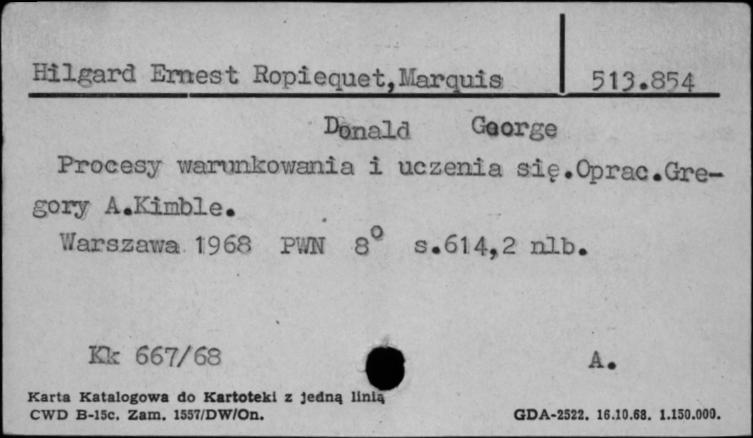 Hilgard Ernest Ropiequet,Marquis 513.854
Donald George
Procesy warunkowania i uczenia się.Oprac.Gre-
gory A.Kimble.
Warszawa 1968 PWN 8° s.614,2 nlb.
Kk 667/68 A.
Karta Katalogowa do Kartoteki z jedną linią
CWD B-15c. Zam. 1557/DW/On. GDA-2522. 16.10.68. 1.150.000.